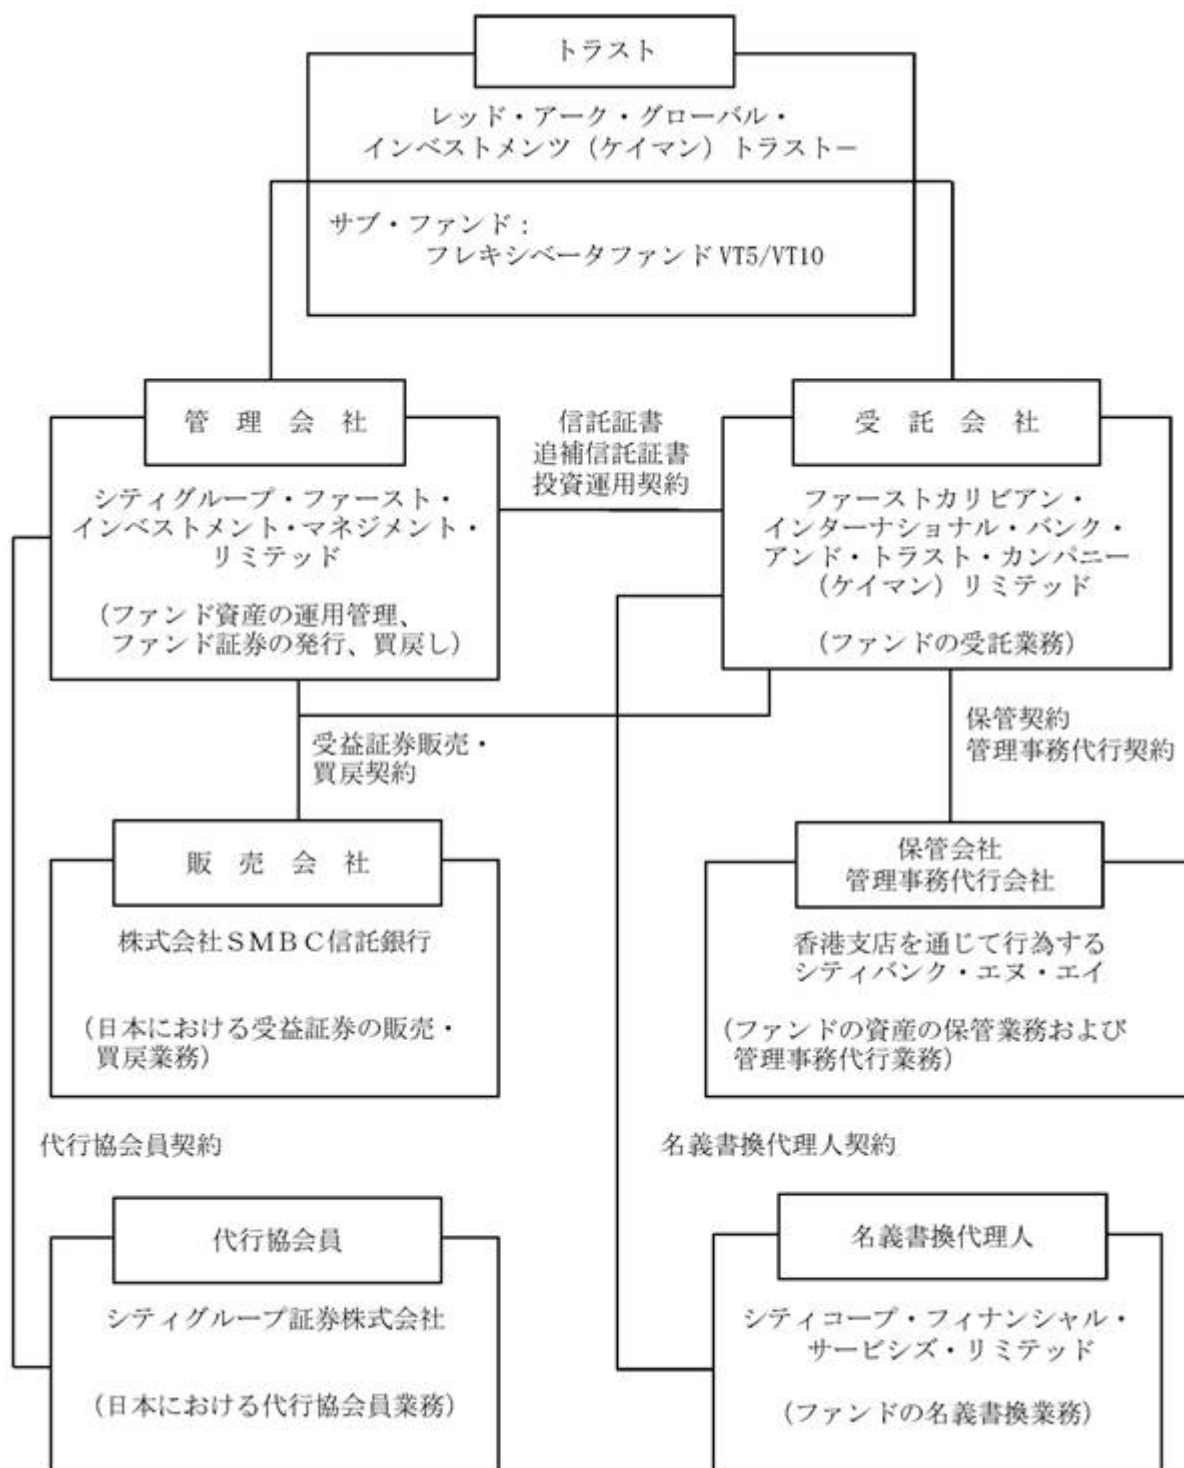 トラスト
レッド・アーク・グローバル・
インベストメンツ（ケイマン）トラスト－
サブ・ファンド：
フレキシベータファンド VT5/VT10
管　理　会　社
シティグループ・ファースト・
インベストメント・マネジメント・
リミテッド
（ファンド資産の運用管理、
ファンド証券の発行、買戻し）
信託証書
追補信託証書
投資運用契約
受　託　会　社
ファーストカリビアン・
インターナショナル・バンク・
アンド・トラスト・カンパニー
（ケイマン）リミテッド
（ファンドの受託業務）
受益証券販売・
買戻契約
保管契約
管理事務代行契約
販　売　会　社
株式会社ＳＭＢＣ信託銀行
（日本における受益証券の販売・
買戻業務）
保管会社
管理事務代行会社
香港支店を通じて行為する
シティバンク・エヌ・エイ
（ファンドの資産の保管業務および
管理事務代行業務）
代行協会員契約
名義書換代理人契約
代行協会員
シティグループ証券株式会社
（日本における代行協会員業務）
名義書換代理人
シティコープ・フィナンシャル・
サービシズ・リミテッド
（ファンドの名義書換業務）